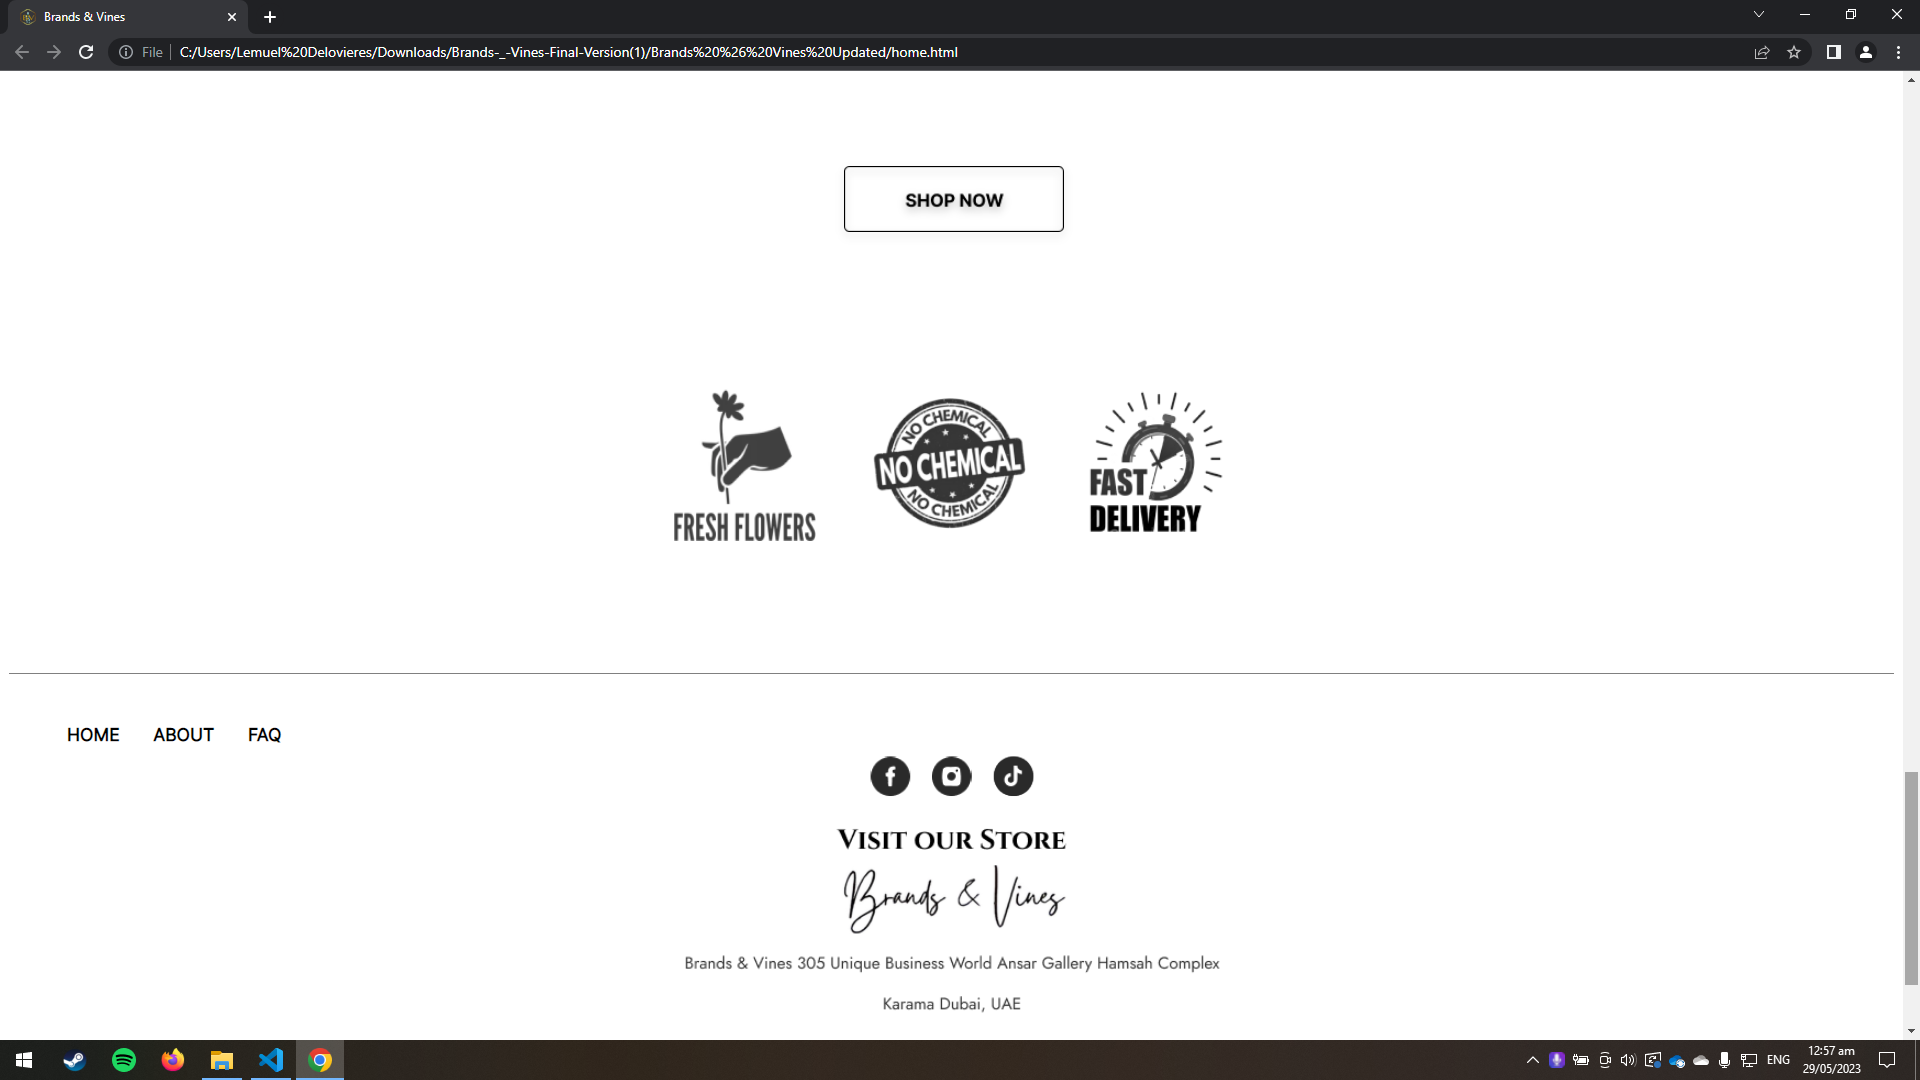 Brands & Vines
File
C:/Users/Lemuel%20Delovieres/Downloads/Brands-_-Vines-Final-Version(1)/Brands%20%26%20Vines%20Updated/home.html
SHOP NOW
FRESH FLOWERS
NO CHEMICAL
NO CHEMICAL
NO CHEMICAL
FAST
DELIVERY
HOME ABOUT FAQ
VISIT OUR STORE
Brands & Vines
Brands & Vines 305 Unique Business World Ansar Gallery Hamsah Complex
Karama Dubai, UAE
ENG
12:57 am
29/05/2023